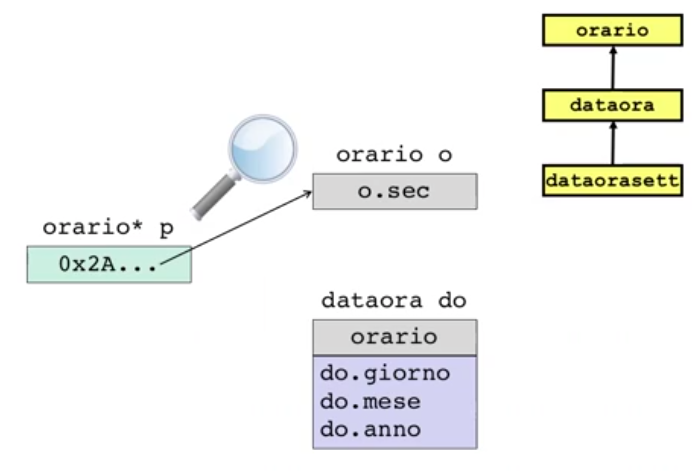 orario
dataora
dataorasett
orario o
o.sec
orario* p
0x2A...
dataora do
orario
do.giorno
do.mese
do.anno